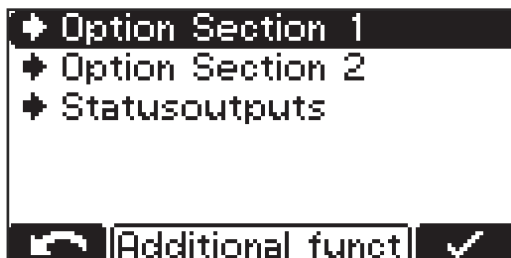 Option Section 1
Option Section 2
Statusoutputs
Additional funct